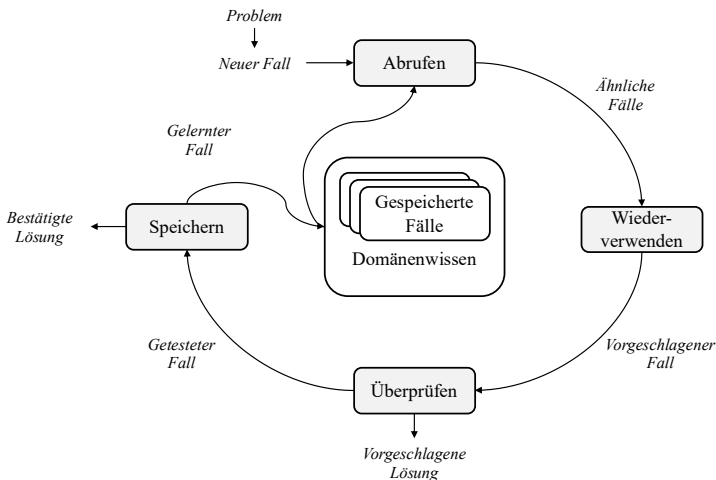 Problem
Neuer Fall
Abrufen
Ähnliche
Fälle
Gelernter
Fall
Gespeicherte
Fälle
Domänenwissen
Bestätigte
Lösung
Speichern
Wieder-
verwenden
Getesteter
Fall
Vorgeschlagener
Fall
Überprüfen
Vorgeschlagene
Lösung